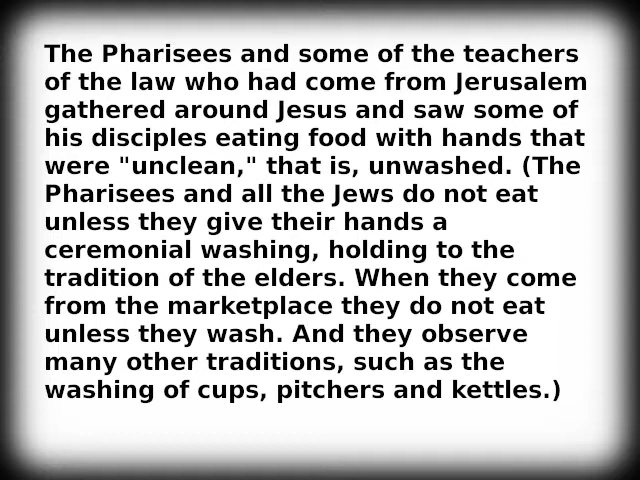 The Pharisees and some of the teachers
of the law who had come from Jerusalem
gathered around Jesus and saw some of
his disciples eating food with hands that
were "unclean," that is, unwashed. (The
Pharisees and all the Jews do not eat
unless they give their hands a
ceremonial washing, holding to the
tradition of the elders. When they come
from the marketplace they do not eat
unless they wash. And they observe
many other traditions, such as the
washing of cups, pitchers and kettles.)